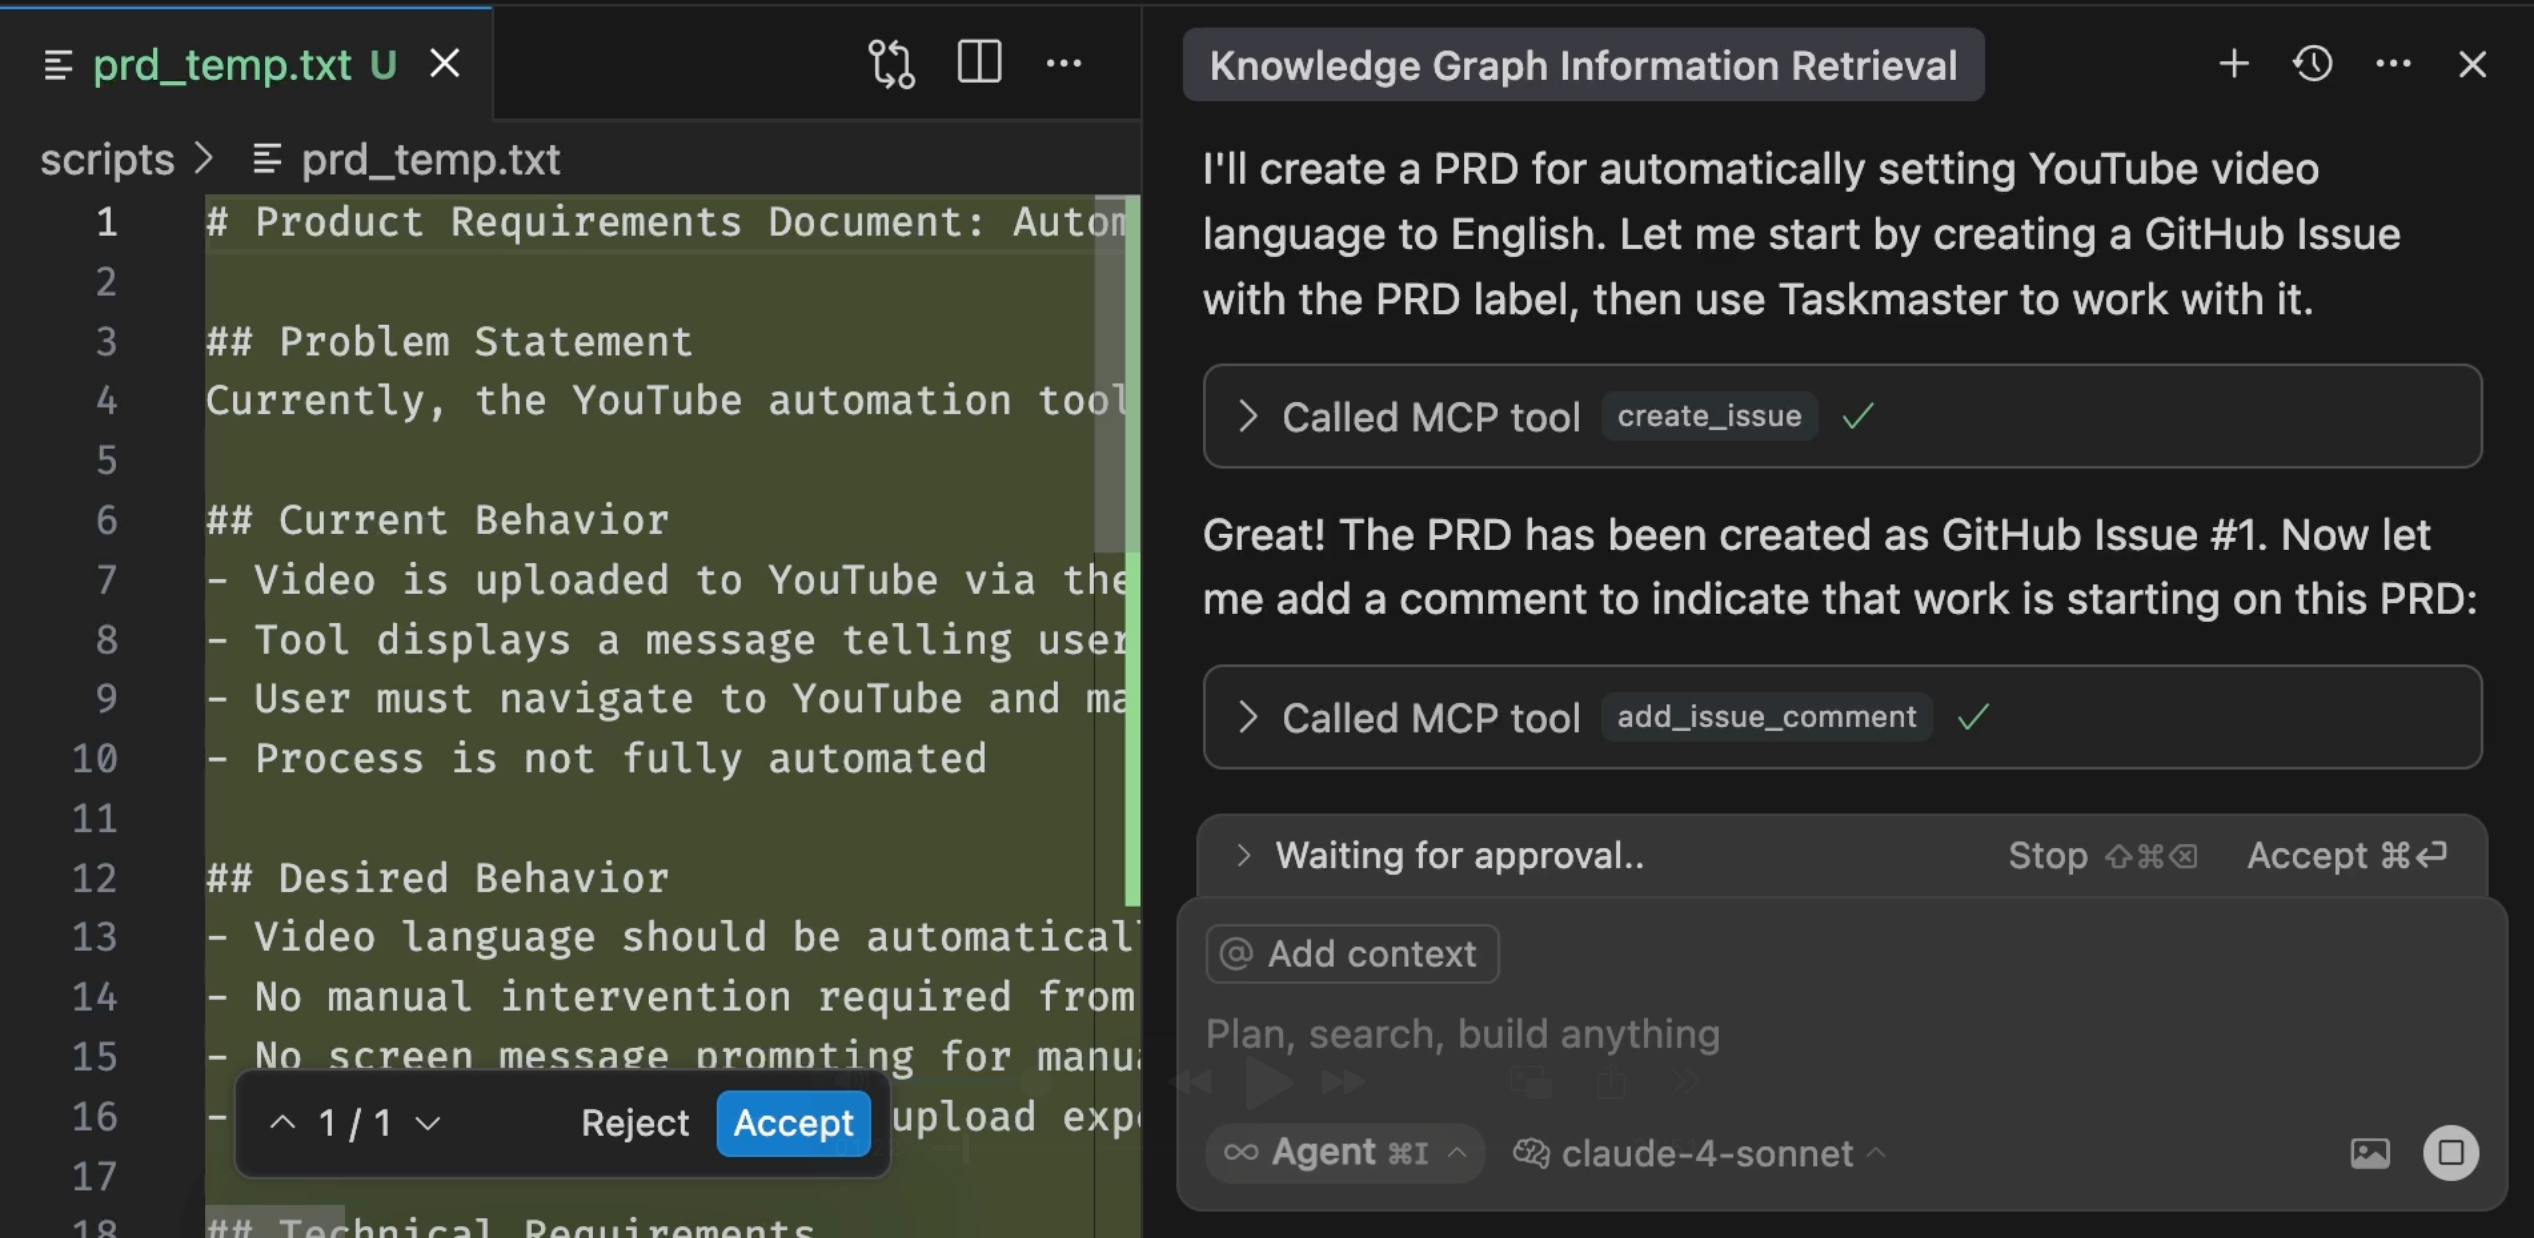 prd_temp.txt U
scripts > prd_temp.txt
1 # Product Requirements Document: Autom
2
3 ## Problem Statement
4 Currently, the YouTube automation tool
5
6 ## Current Behavior
7 - Video is uploaded to YouTube via the
8 - Tool displays a message telling user
9 - User must navigate to YouTube and ma
10 - Process is not fully automated
11
12 ## Desired Behavior
13 - Video language should be automatical
14 - No manual intervention required from
15 - No screen message prompting for manu
16 - upload exp
17
18 ## Technical Requirements
1 / 1 Reject Accept
Knowledge Graph Information Retrieval
I'll create a PRD for automatically setting YouTube video
language to English. Let me start by creating a GitHub Issue
with the PRD label, then use Taskmaster to work with it.
Called MCP tool create_issue
Great! The PRD has been created as GitHub Issue #1. Now let
me add a comment to indicate that work is starting on this PRD:
Called MCP tool add_issue_comment
Waiting for approval.. Stop ⇧⌘⌫ Accept ⌘⏎
@ Add context
Plan, search, build anything
∞ Agent ⌘I claude-4-sonnet